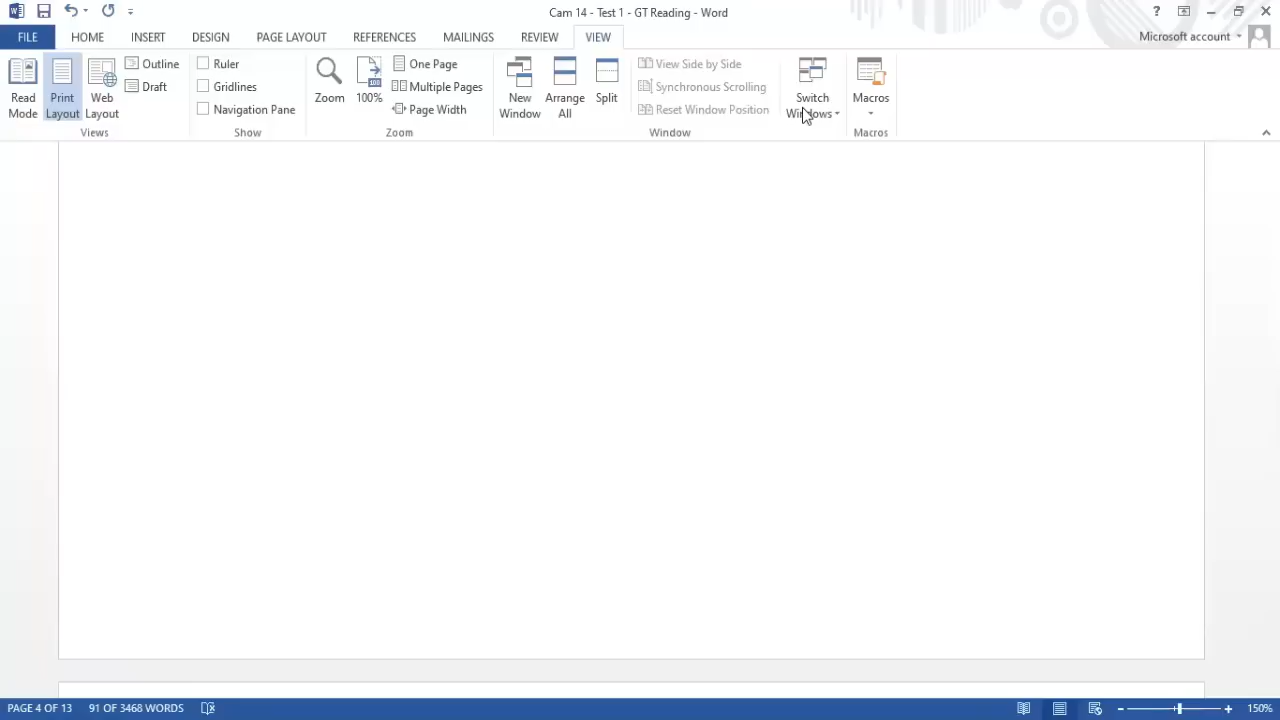 Cam 14 - Test 1 - GT Reading - Word
?
FILE HOME INSERT DESIGN PAGE LAYOUT REFERENCES MAILINGS REVIEW VIEW Microsoft account
Read Mode
Print Layout
Web Layout
Outline
Draft
Views
Ruler
Gridlines
Navigation Pane
Show
Zoom
100%
One Page
Multiple Pages
Page Width
Zoom
New Window
Arrange All
Split
View Side by Side
Synchronous Scrolling
Reset Window Position
Window
Switch Windows
Macros
Macros
PAGE 4 OF 13 91 OF 3468 WORDS 150%